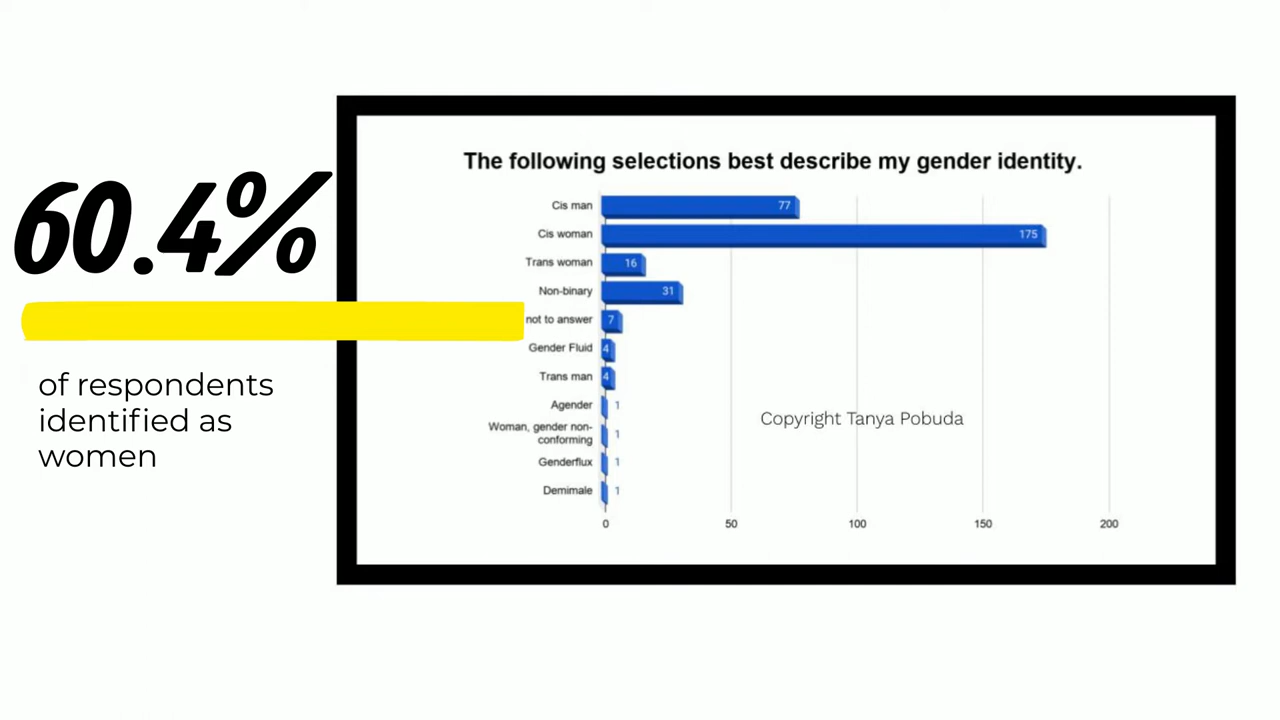 60.4%
of respondents
identified as
women
The following selections best describe my gender identity.
Cis man 77
Cis woman 175
Trans woman 16
Non-binary 31
not to answer 7
Gender Fluid 4
Trans man 4
Agender 1
Woman, gender non-
conforming 1
Genderflux 1
Demimale 1
Copyright Tanya Pobuda
0 50 100 150 200